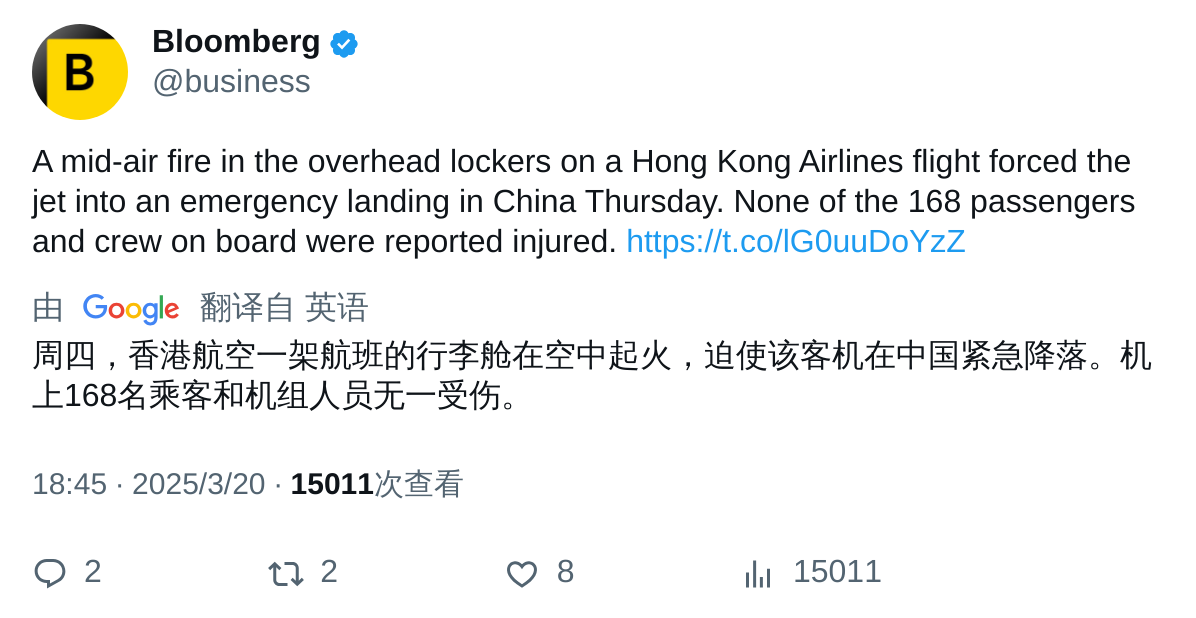 B
Bloomberg
@business
A mid-air fire in the overhead lockers on a Hong Kong Airlines flight forced the
jet into an emergency landing in China Thursday. None of the 168 passengers
and crew on board were reported injured. https://t.co/lG0uuDoYzZ
由 Google 翻译自 英语
周四，香港航空一架航班的行李舱在空中起火，迫使该客机在中国紧急降落。机
上168名乘客和机组人员无一受伤。
18:45 · 2025/3/20 · 15011次查看
2 2 8 15011